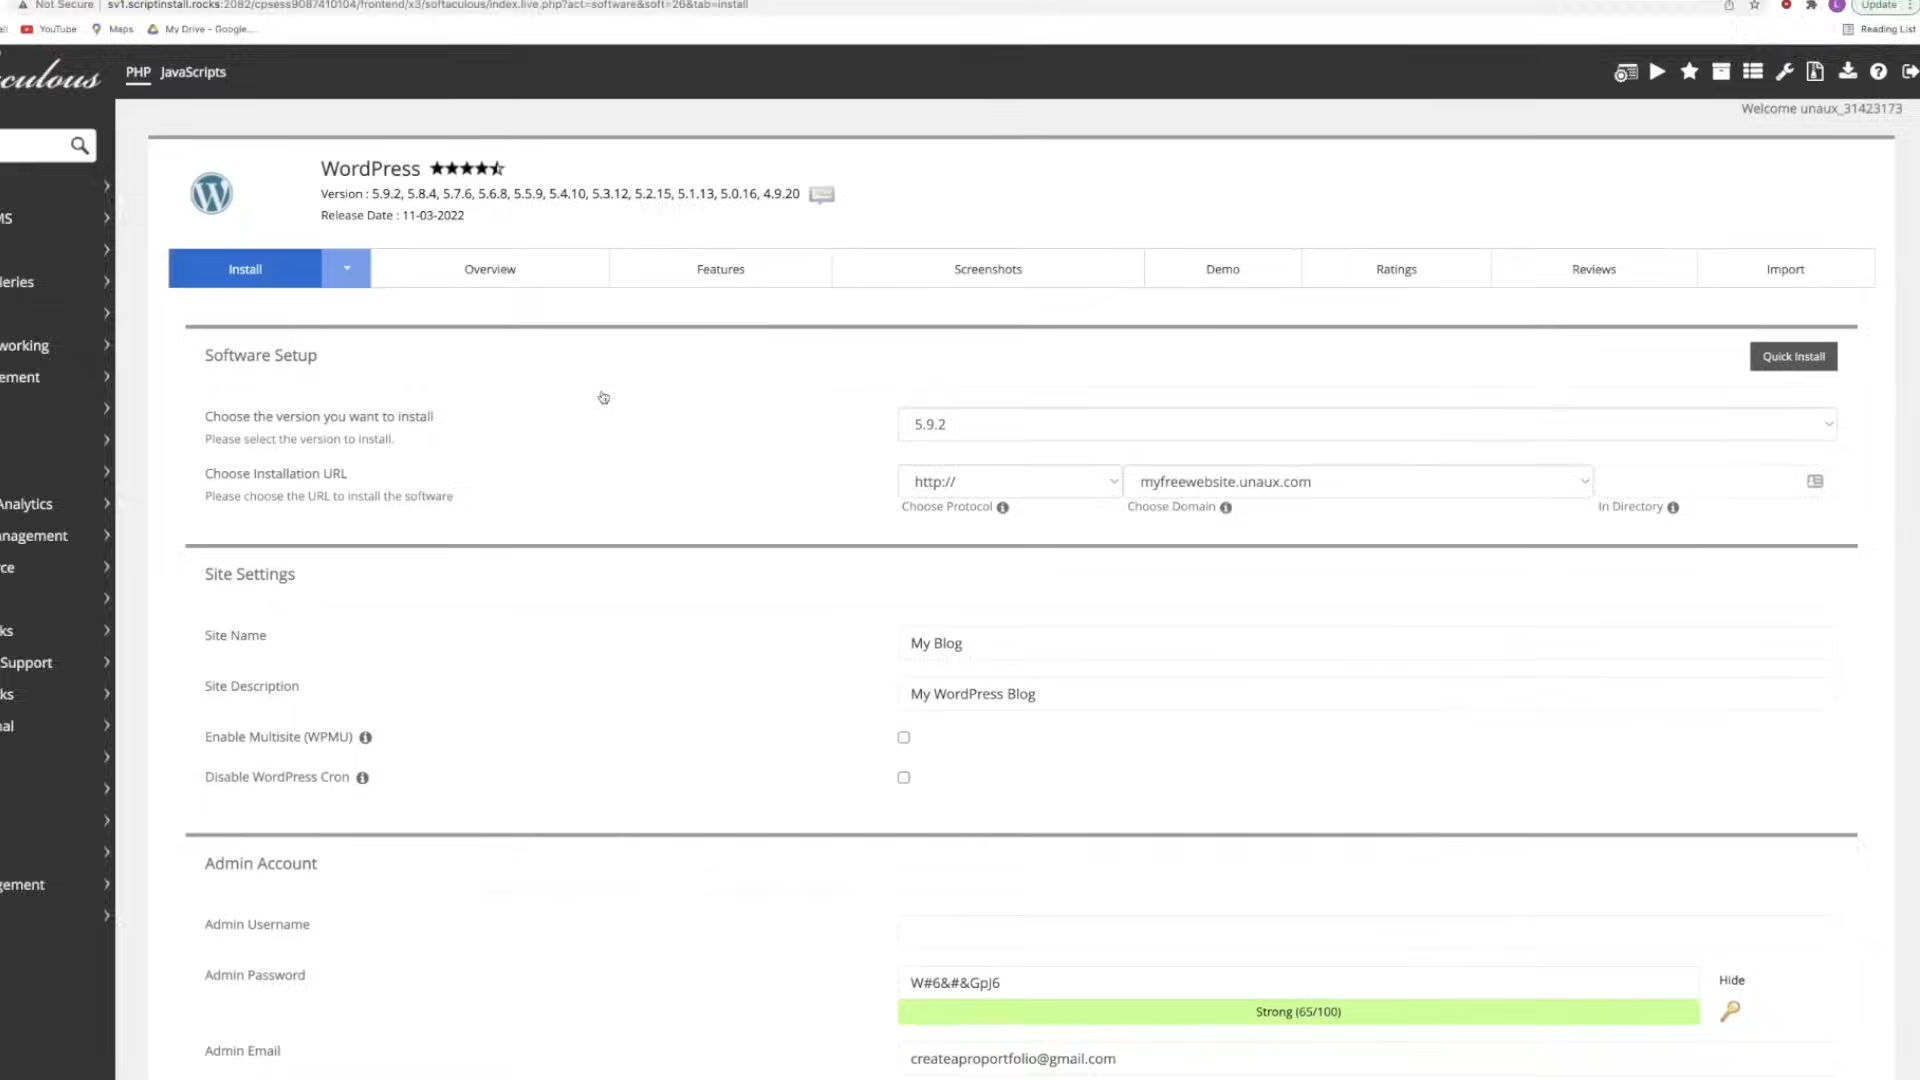 Not Secure | sv1.scriptinstall.rocks:2082/cpsess9087410104/frontend/x3/softaculous/index.live.php?act=software&soft=26&tab=install
Update
YouTube Maps My Drive - Google...
Reading List
culous PHP JavaScripts
Welcome unaux_31423173
WordPress
Version : 5.9.2, 5.8.4, 5.7.6, 5.6.8, 5.5.9, 5.4.10, 5.3.12, 5.2.15, 5.1.13, 5.0.16, 4.9.20
Release Date : 11-03-2022
MS
leries
working
ement
Analytics
anagement
rce
ks
Support
ks
nal
gement
Install Overview Features Screenshots Demo Ratings Reviews Import
Software Setup
Quick Install
Choose the version you want to install
Please select the version to install.
5.9.2
Choose Installation URL
Please choose the URL to install the software
http:// myfreewebsite.unaux.com
Choose Protocol Choose Domain In Directory
Site Settings
Site Name
My Blog
Site Description
My WordPress Blog
Enable Multisite (WPMU)
Disable WordPress Cron
Admin Account
Admin Username
Admin Password
W#6&#&GpJ6
Hide
Strong (65/100)
Admin Email
createaproportfolio@gmail.com